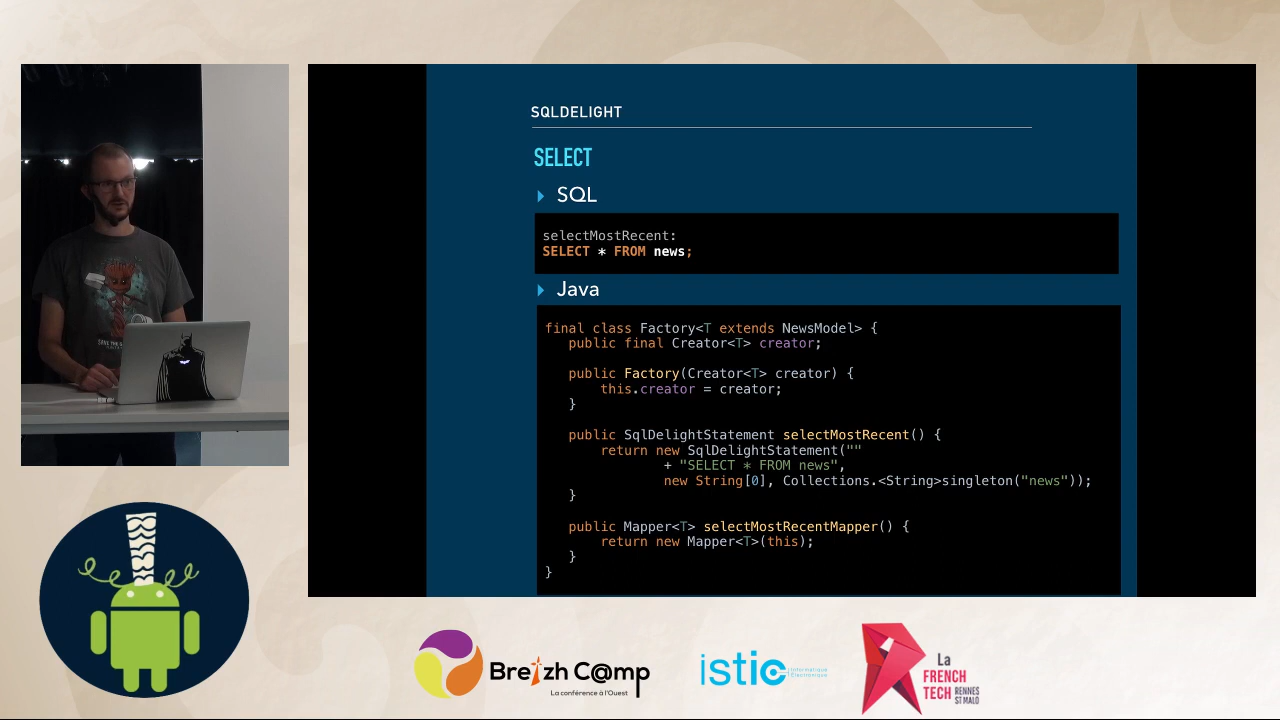 SQLDELIGHT
SELECT
SQL
selectMostRecent:
SELECT * FROM news;
Java
final class Factory<T extends NewsModel> {
public final Creator<T> creator;
public Factory(Creator<T> creator) {
this.creator = creator;
}
public SqlDelightStatement selectMostRecent() {
return new SqlDelightStatement(""
+ "SELECT * FROM news",
new String[0], Collections.<String>singleton("news"));
}
public Mapper<T> selectMostRecentMapper() {
return new Mapper<T>(this);
}
}
Breizh C@mp
La conférence à l'Ouest
istic
Informatique
Électronique
La
FRENCH
TECH
RENNES
ST MALO